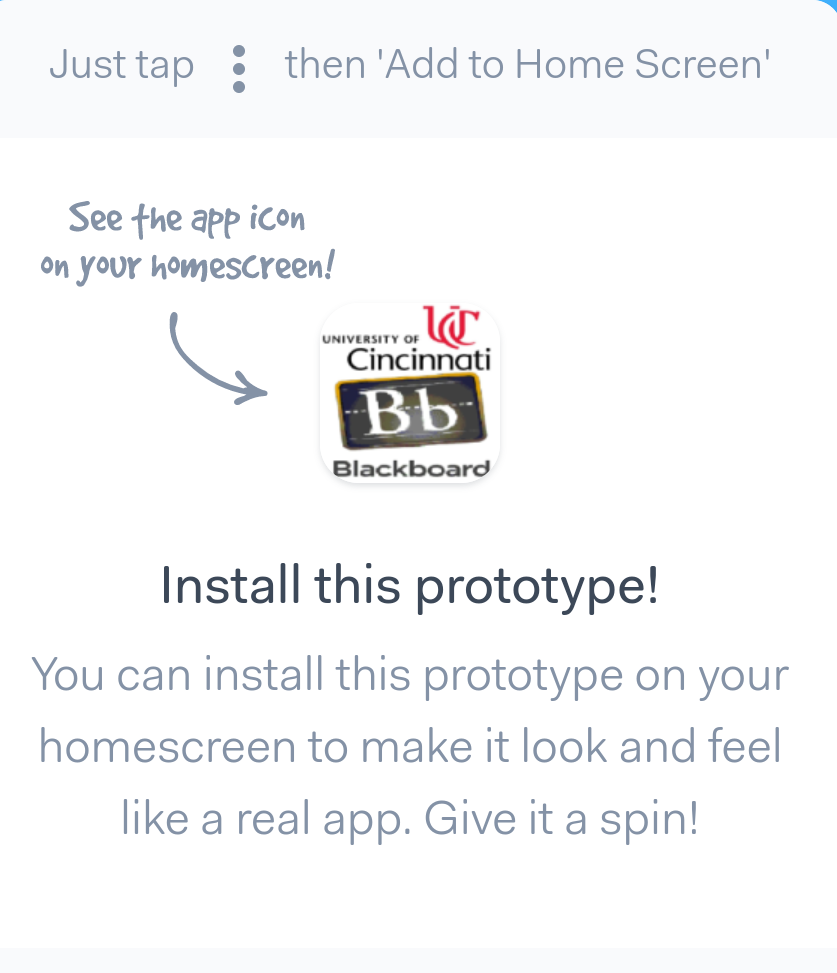 Just tap ⋮ then 'Add to Home Screen'
See the app icon
on your homescreen!
UC
UNIVERSITY OF
Cincinnati
Bb
Blackboard
Install this prototype!
You can install this prototype on your
homescreen to make it look and feel
like a real app. Give it a spin!